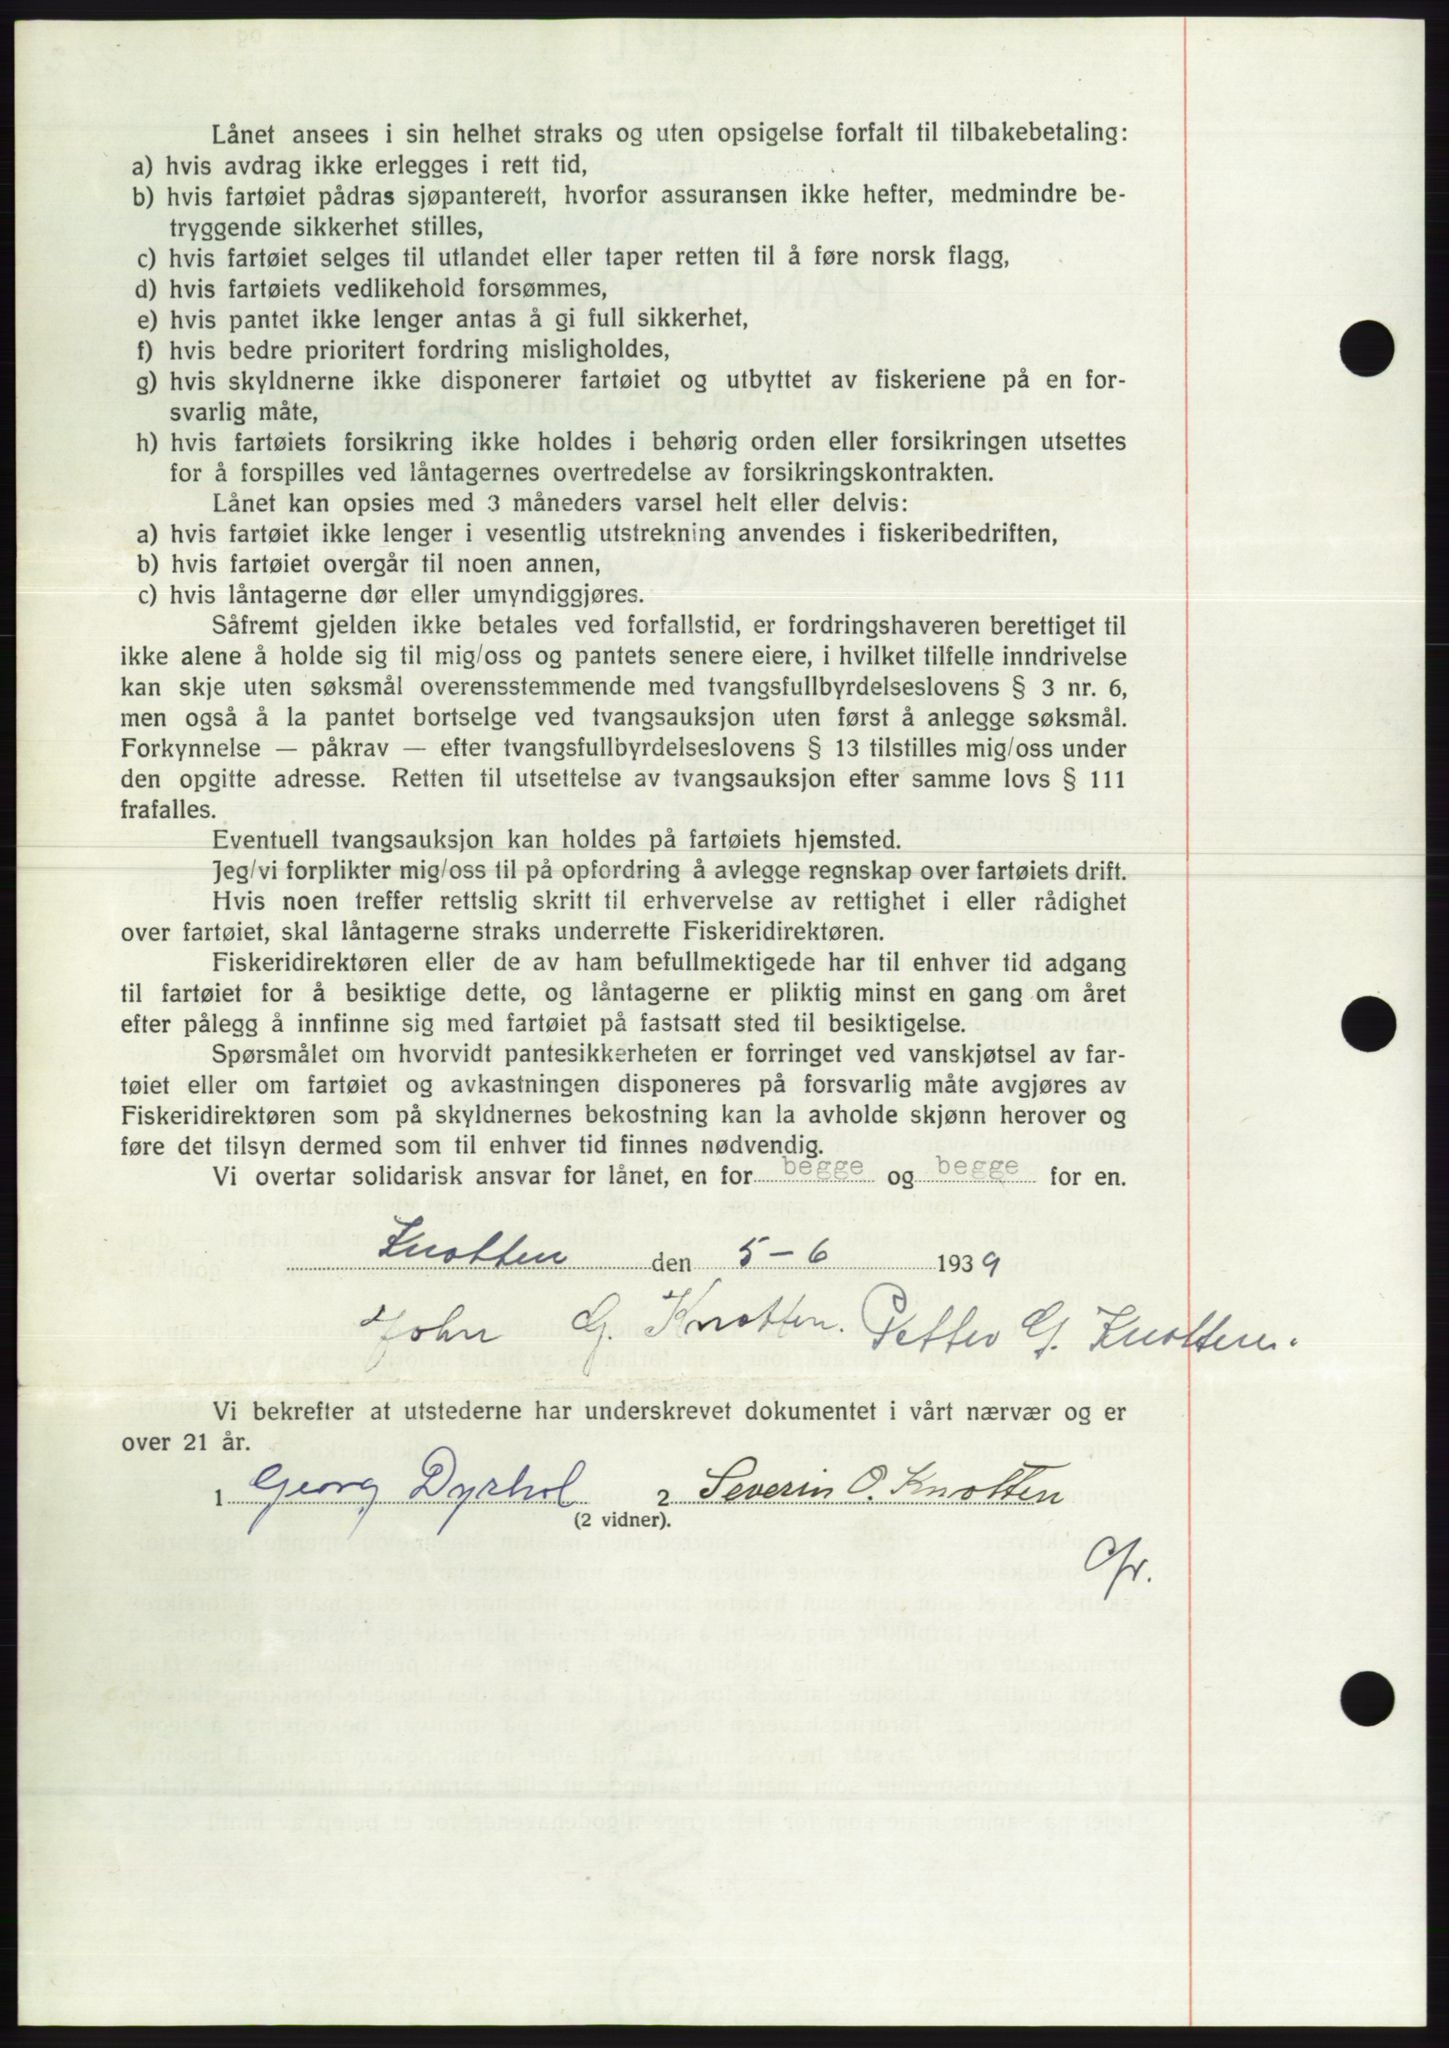 Lånet ansees i sin helhet straks og uten opsigelse forfalt til tilbakebetaling:
a) hvis avdrag ikke erlegges i rett tid,
b) hvis fartøiet pådras sjøpanterett, hvorfor assuransen ikke hefter, medmindre be-
tryggende sikkerhet stilles,
c) hvis fartøiet selges til utlandet eller taper retten til å føre norsk flagg,
d) hvis fartøiets vedlikehold forsømmes,
e) hvis pantet ikke lenger antas å gi full sikkerhet,
f) hvis bedre prioritert fordring misligholdes,
g) hvis skyldnerne ikke disponerer fartøiet og utbyttet av fiskeriene på en for-
svarlig måte,
h) hvis fartøiets forsikring ikke holdes i behørig orden eller forsikringen utsettes
for å forspilles ved låntagernes overtredelse av forsikringskontrakten.
Lånet kan opsies med 3 måneders varsel helt eller delvis:
a) hvis fartøiet ikke lenger i vesentlig utstrekning anvendes i fiskeribedriften,
b) hvis fartøiet overgår til noen annen,
c) hvis låntagerne dør eller umyndiggjøres.
Såfremt gjelden ikke betales ved forfallstid, er fordringshaveren berettiget til
ikke alene å holde sig til mig/oss og pantets senere eiere, i hvilket tilfelle inndrivelse
kan skje uten søksmål overensstemmende med tvangsfullbyrdelseslovens § 3 nr. 6,
men også å la pantet bortselge ved tvangsauksjon uten først å anlegge søksmål.
Forkynnelse — påkrav — efter tvangsfullbyrdelseslovens § 13 tilstilles mig/oss under
den opgitte adresse. Retten til utsettelse av tvangsauksjon efter samme lovs § 111
frafalles.
Eventuell tvangsauksjon kan holdes på fartøiets hjemsted.
Jeg/vi forplikter mig/oss til på opfordring å avlegge regnskap over fartøiets drift.
Hvis noen treffer rettslig skritt til erhvervelse av rettighet i eller rådighet
over fartøiet, skal låntagerne straks underrette Fiskeridirektøren.
Fiskeridirektøren eller de av ham befullmektigede har til enhver tid adgang
til fartøiet for å besiktige dette, og låntagerne er pliktig minst en gang om året
efter pålegg å innfinne sig med fartøiet på fastsatt sted til besiktigelse.
Spørsmålet om hvorvidt pantesikkerheten er forringet ved vanskjøtsel av far-
tøiet eller om fartøiet og avkastningen disponeres på forsvarlig måte avgjøres av
Fiskeridirektøren som på skyldnernes bekostning kan la avholde skjønn herover og
føre det tilsyn dermed som til enhver tid finnes nødvendig.
Vi overtar solidarisk ansvar for lånet, en for begge og begge for en.
Knotten den 5-6 1939
John G. Knotten. Petter G. Knotten.
Vi bekrefter at utstederne har underskrevet dokumentet i vårt nærvær og er
over 21 år.
1 Georg Dyrhol 2 Severin O. Knotten
(2 vidner).